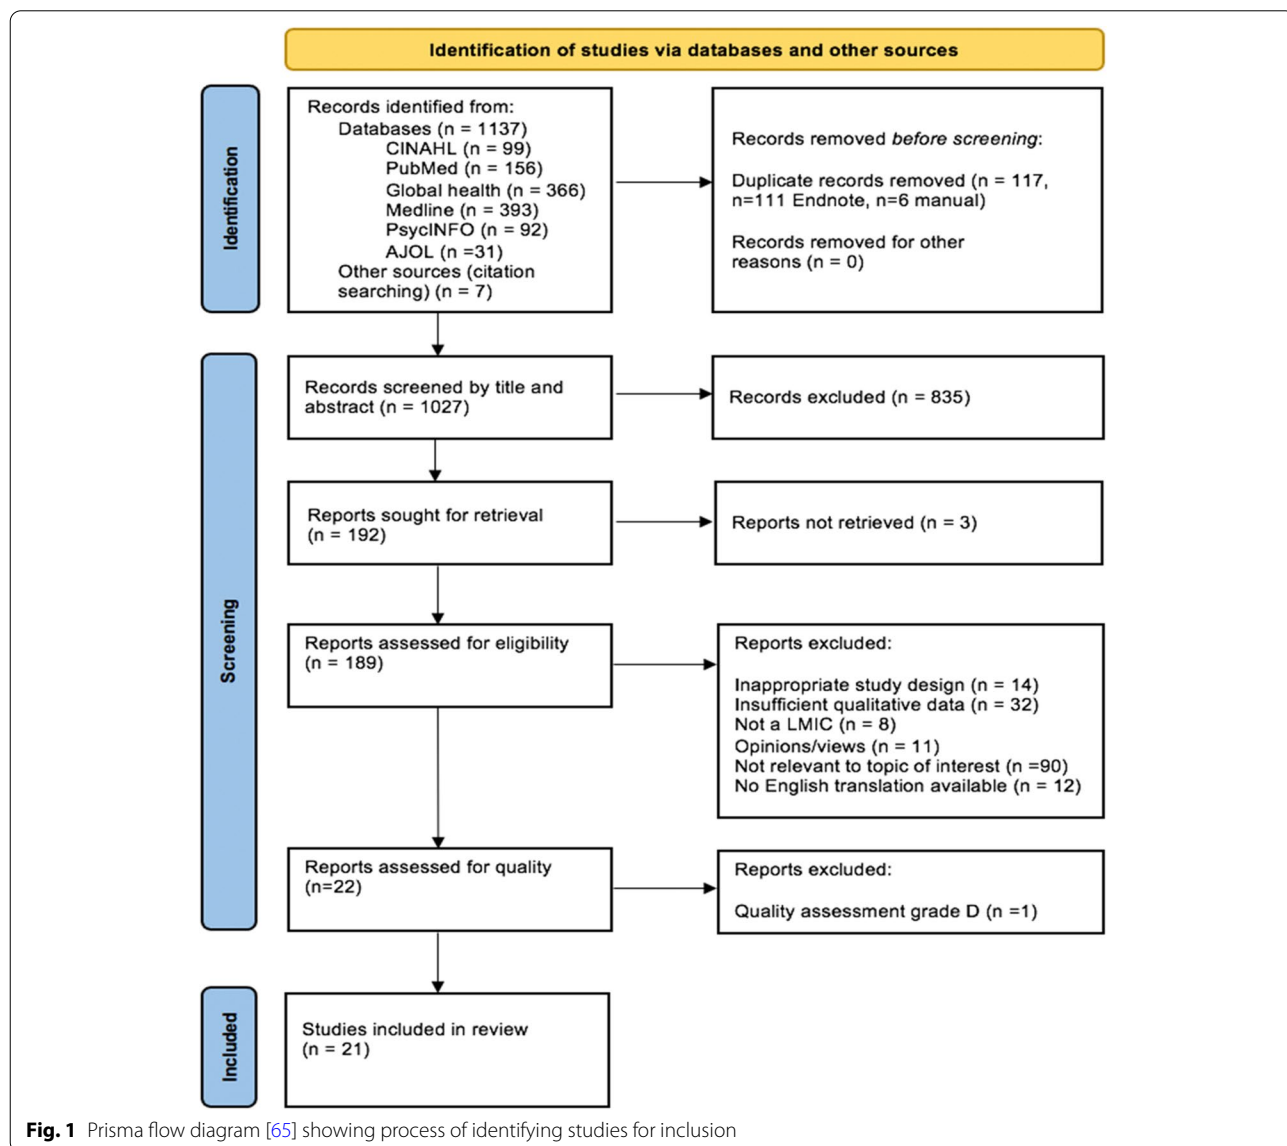 Identification of studies via databases and other sources
Identification
Records identified from:
Databases (n = 1137)
CINAHL (n = 99)
PubMed (n = 156)
Global health (n = 366)
Medline (n = 393)
PsycINFO (n = 92)
AJOL (n =31)
Other sources (citation
searching) (n = 7)
Records removed before screening:
Duplicate records removed (n = 117,
n=111 Endnote, n=6 manual)
Records removed for other
reasons (n = 0)
Screening
Records screened by title and
abstract (n = 1027)
Records excluded (n = 835)
Reports sought for retrieval
(n = 192)
Reports not retrieved (n = 3)
Reports assessed for eligibility
(n = 189)
Reports excluded:
Inappropriate study design (n = 14)
Insufficient qualitative data (n = 32)
Not a LMIC (n = 8)
Opinions/views (n = 11)
Not relevant to topic of interest (n =90)
No English translation available (n = 12)
Reports assessed for quality
(n=22)
Reports excluded:
Quality assessment grade D (n =1)
Included
Studies included in review
(n = 21)
Fig. 1 Prisma flow diagram [65] showing process of identifying studies for inclusion